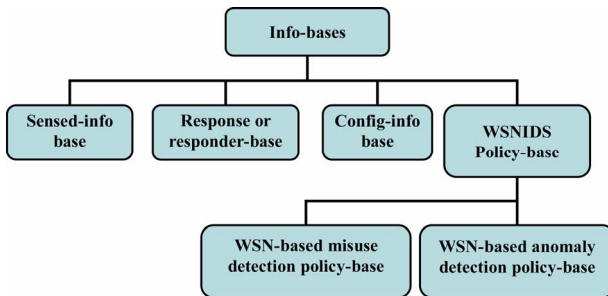 Info-bases
Sensed-info
base
Response or
responder-base
Config-info
base
WSNIDS
Policy-base
WSN-based misuse
detection policy-base
WSN-based anomaly
detection policy-base